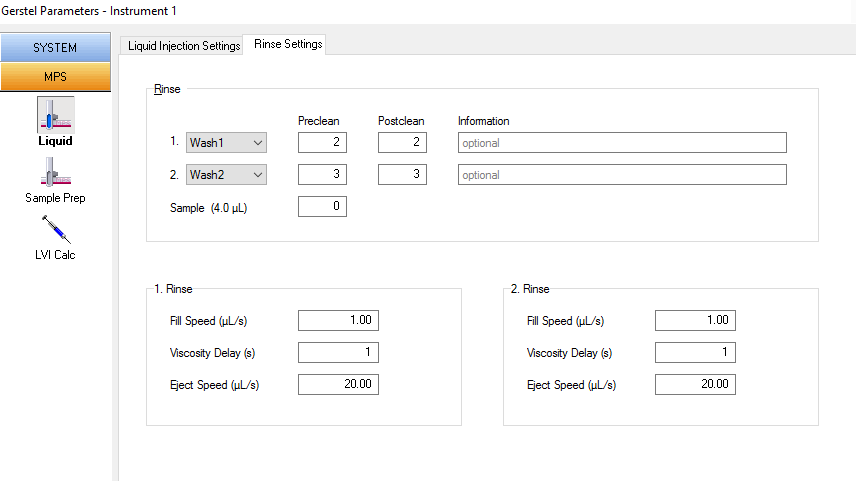 Gerstel Parameters - Instrument 1
SYSTEM
MPS
Liquid
Sample Prep
LVI Calc
Liquid Injection Settings Rinse Settings
Rinse
Preclean Postclean Information
1. Wash1 2 2 optional
2. Wash2 3 3 optional
Sample (4.0 µL) 0
1. Rinse
Fill Speed (µL/s) 1.00
Viscosity Delay (s) 1
Eject Speed (µL/s) 20.00
2. Rinse
Fill Speed (µL/s) 1.00
Viscosity Delay (s) 1
Eject Speed (µL/s) 20.00